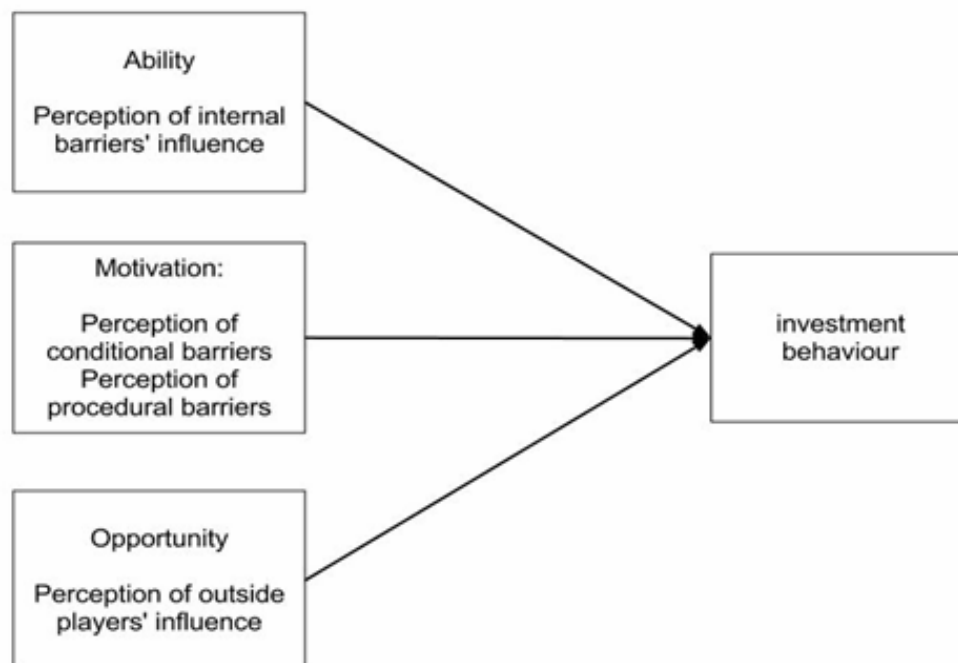 Ability
Perception of internal
barriers' influence
Motivation:
Perception of
conditional barriers
Perception of
procedural barriers
Opportunity
Perception of outside
players' influence
investment
behaviour